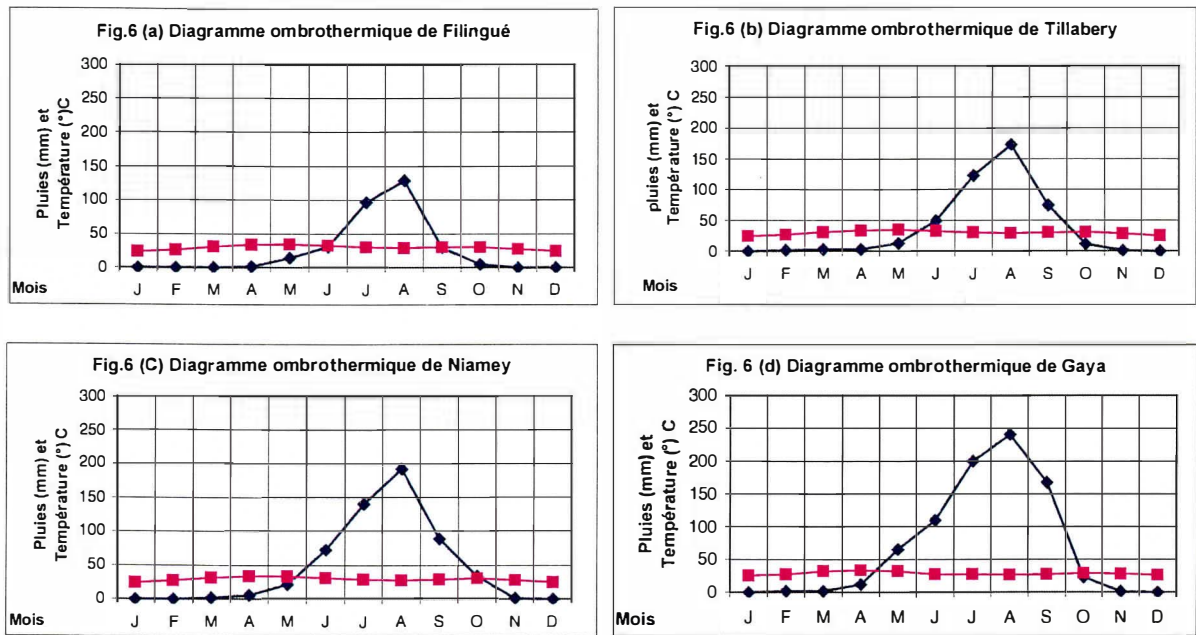 Fig.6 (a) Diagramme ombrothermique de Filingué
Pluies (mm) et
Température (°)C
300
250
200
150
100
50
0
Mois
J F M A M J J A S O N D
Fig.6 (b) Diagramme ombrothermique de Tillabery
pluies (mm) et
Température (°) C
300
250
200
150
100
50
0
Mois
J F M A M J J A S O N D
Fig.6 (C) Diagramme ombrothermique de Niamey
Pluies (mm) et
Température (°) C
300
250
200
150
100
50
0
Mois
J F M A M J J A S O N D
Fig. 6 (d) Diagramme ombrothermique de Gaya
Pluies (mm) et
Température (°) C
300
250
200
150
100
50
0
Mois
J F M A M J J A S O N D